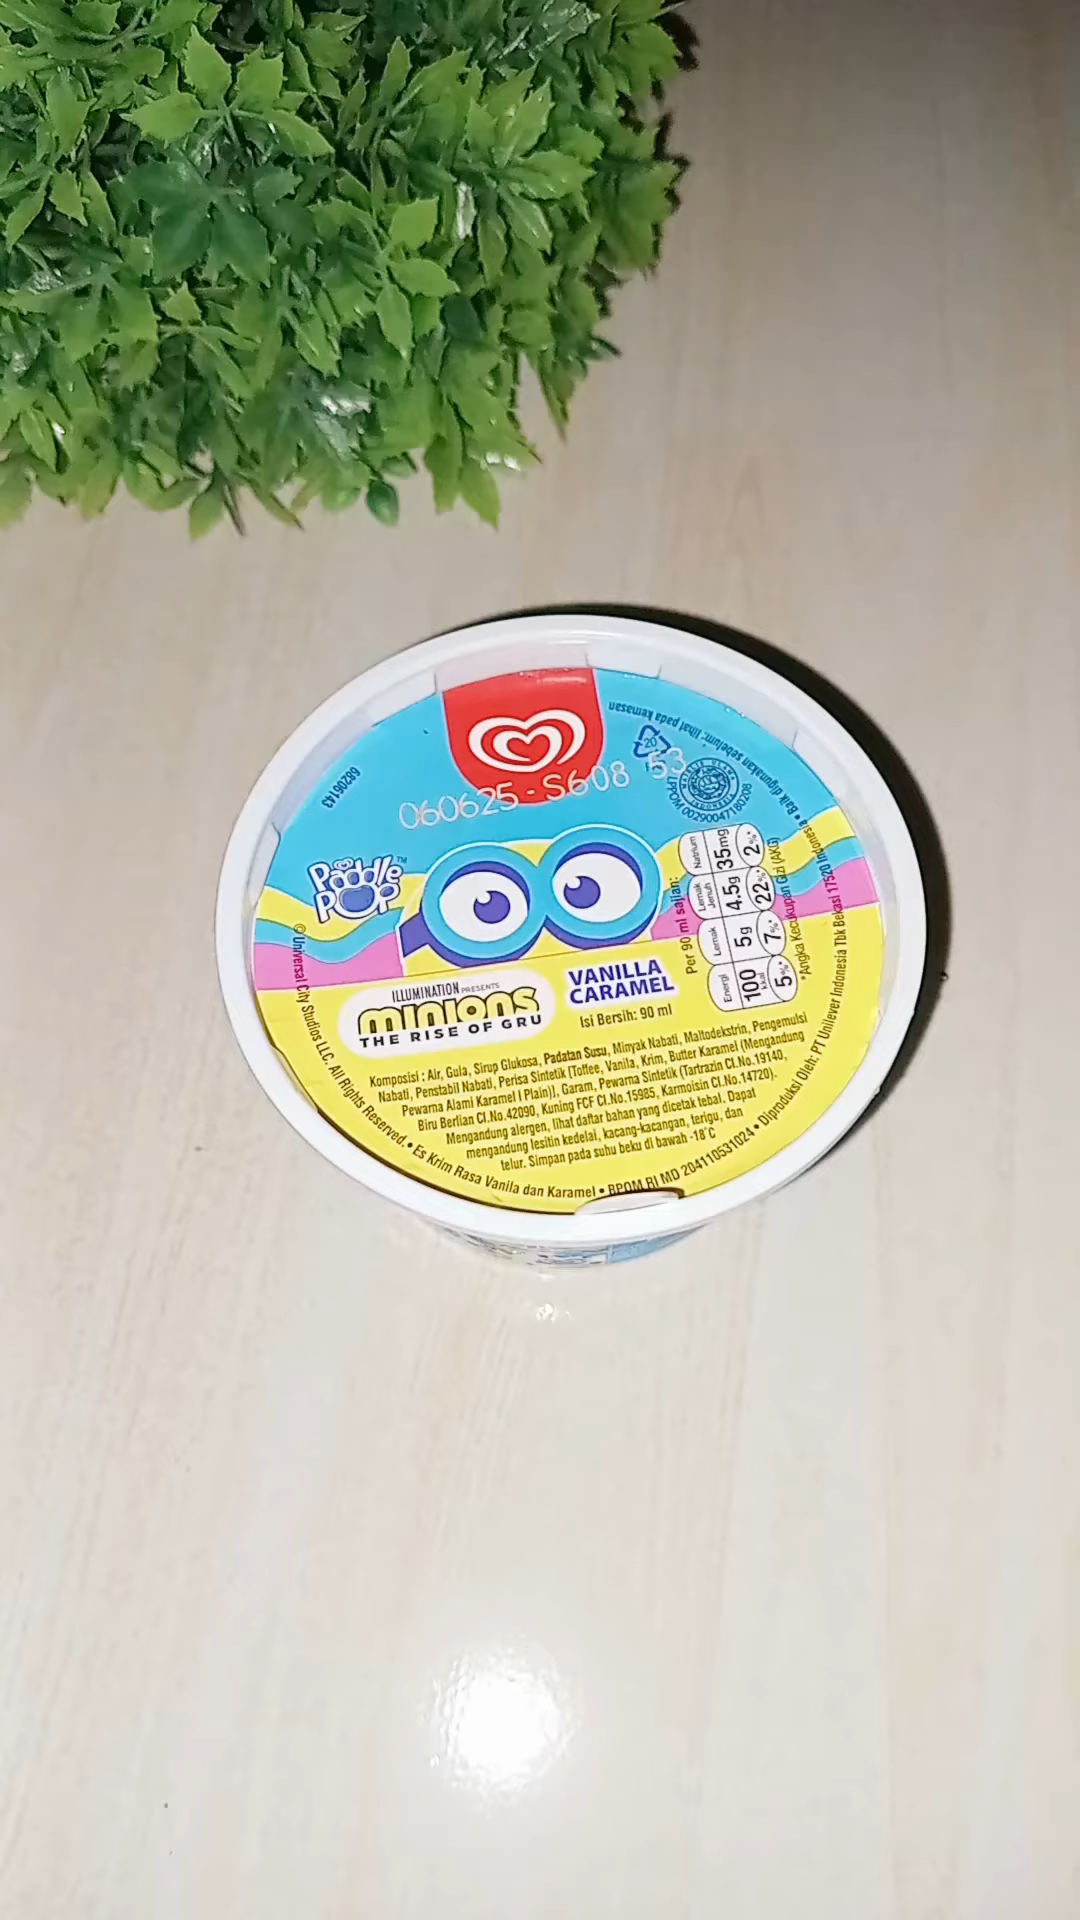 Baik digunakan sebelum: lihat pada kemasan
20
68206143
060625 - S608 53
LPPOM 00290047180208
Paddle
Pop™
Per 90 ml sajian:
Energi
100
kkal
5%*
Lemak
5g
7%*
Lemak
Jenuh
4.5g
22%*
Natrium
35mg
2%*
*Angka Kecukupan Gizi (AKG)
ILLUMINATION PRESENTS
minions
THE RISE OF GRU
VANILLA
CARAMEL
Isi Bersih: 90 ml
Komposisi : Air, Gula, Sirup Glukosa, Padatan Susu, Minyak Nabati, Maltodekstrin, Pengemulsi
Nabati, Penstabil Nabati, Perisa Sintetik [Toffee, Vanila, Krim, Butter Karamel (Mengandung
Pewarna Alami Karamel I Plain)], Garam, Pewarna Sintetik (Tartrazin CI.No.19140,
Biru Berlian CI.No.42090, Kuning FCF CI.No.15985, Karmoisin CI.No.14720).
Mengandung alergen, lihat daftar bahan yang dicetak tebal. Dapat
mengandung lesitin kedelai, kacang-kacangan, terigu, dan
telur. Simpan pada suhu beku di bawah -18°C
© Universal City Studios LLC. All Rights Reserved. • Es Krim Rasa Vanila dan Karamel • BPOM RI MD 204110531024 • Diproduksi Oleh: PT Unilever Indonesia Tbk Bekasi 17520 Indonesia •